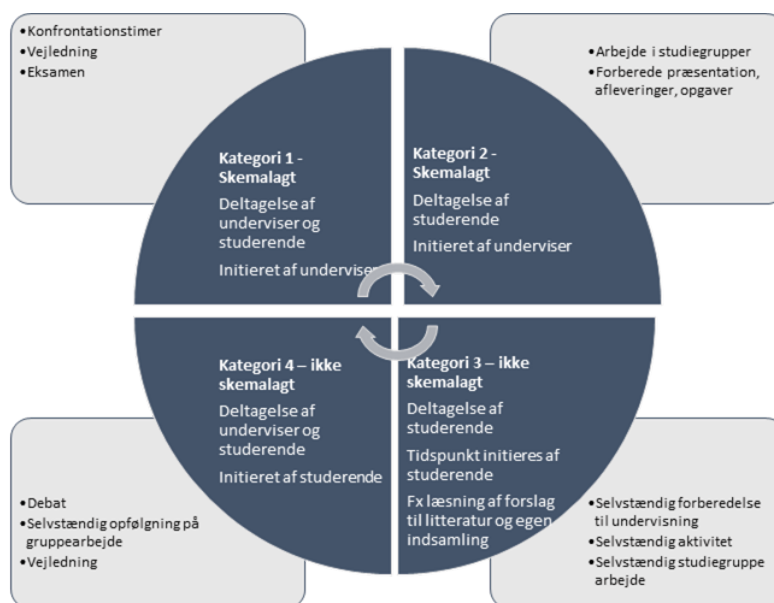 •Konfrontationstimer
•Vejledning
•Eksamen
•Arbejde i studiegrupper
•Forberede præsentation,
afleveringer, opgaver
Kategori 1 -
Skemalagt
Deltagelse af
underviser og
studerende
Initieret af underviser
Kategori 2 -
Skemalagt
Deltagelse af
studerende
Initieret af underviser
Kategori 4 – ikke
skemalagt
Deltagelse af
underviser og
studerende
Initieret af studerende
Kategori 3 – ikke
skemalagt
Deltagelse af
studerende
Tidspunkt initieres af
studerende
Fx læsning af forslag
til litteratur og egen
indsamling
•Debat
•Selvstændig opfølgning på
gruppearbejde
•Vejledning
•Selvstændig forberedelse
til undervisning
•Selvstændig aktivitet
•Selvstændig studiegruppe
arbejde